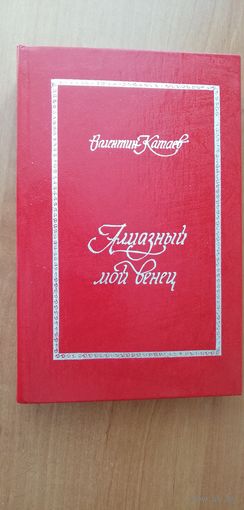 Валентин Катаев
Алмазный
мой венец